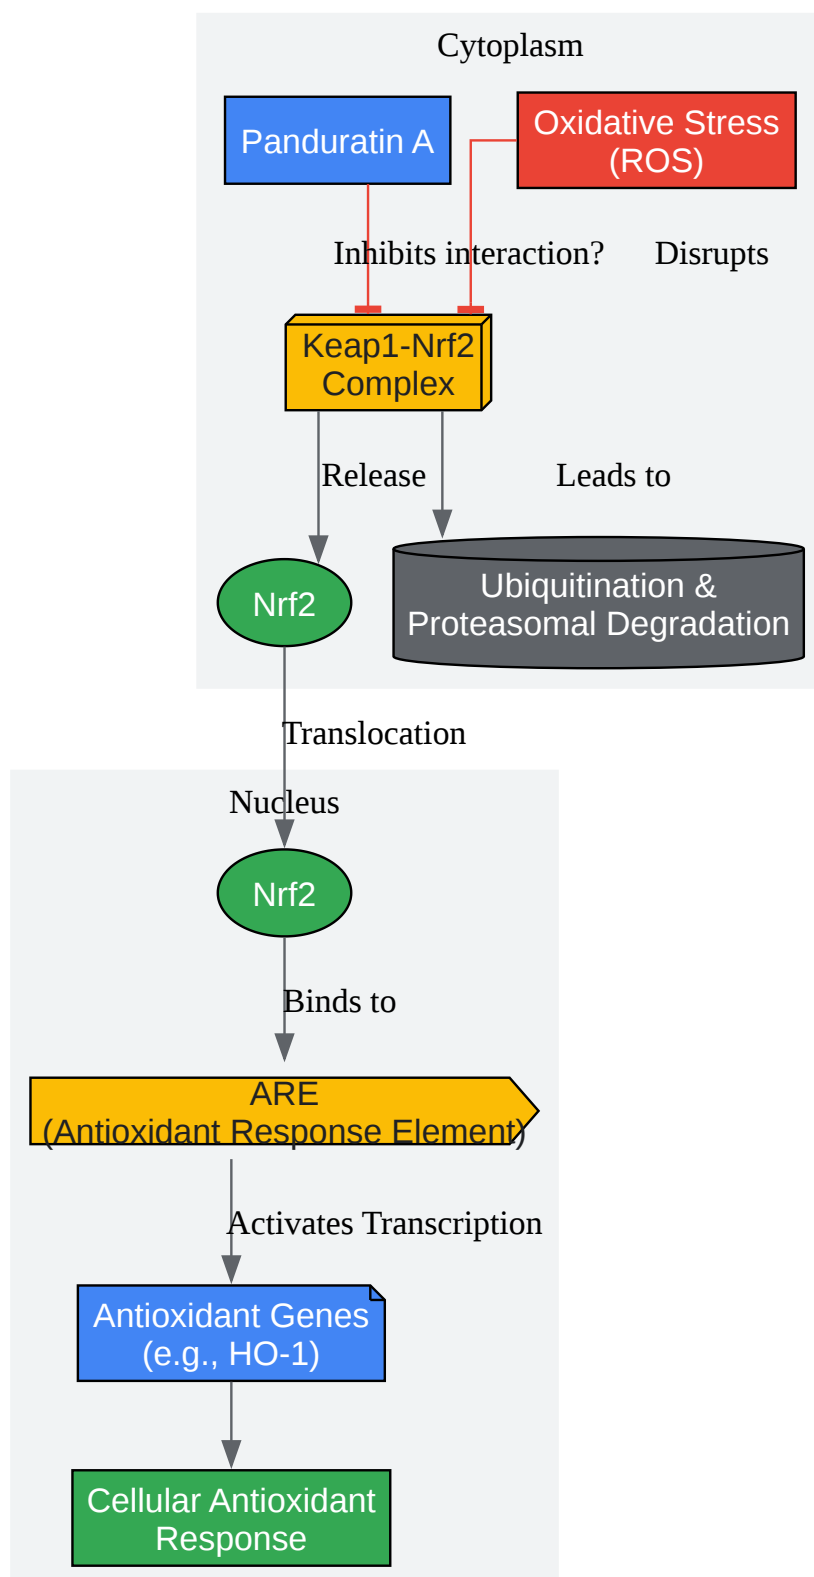 Cytoplasm
Panduratin A
Oxidative Stress
(ROS)
Inhibits interaction?
Disrupts
Keap1-Nrf2
Complex
Release
Leads to
Nrf2
Ubiquitination &
Proteasomal Degradation
Translocation
Nucleus
Nrf2
Binds to
ARE
(Antioxidant Response Element)
Activates Transcription
Antioxidant Genes
(e.g., HO-1)
Cellular Antioxidant
Response